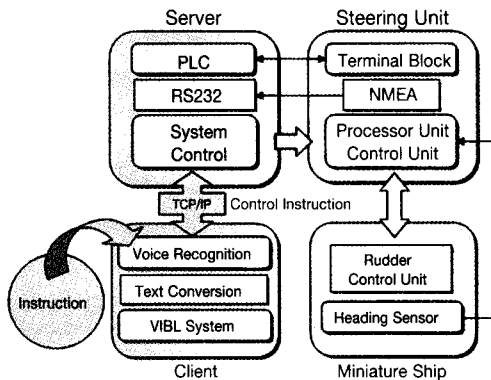 Server
Steering Unit
PLC
Terminal Block
RS232
NMEA
System
Control
Processor Unit
Control Unit
TCP/IP
Control Instruction
Instruction
Voice Recognition
Text Conversion
VIBL System
Rudder
Control Unit
Heading Sensor
Client
Miniature Ship